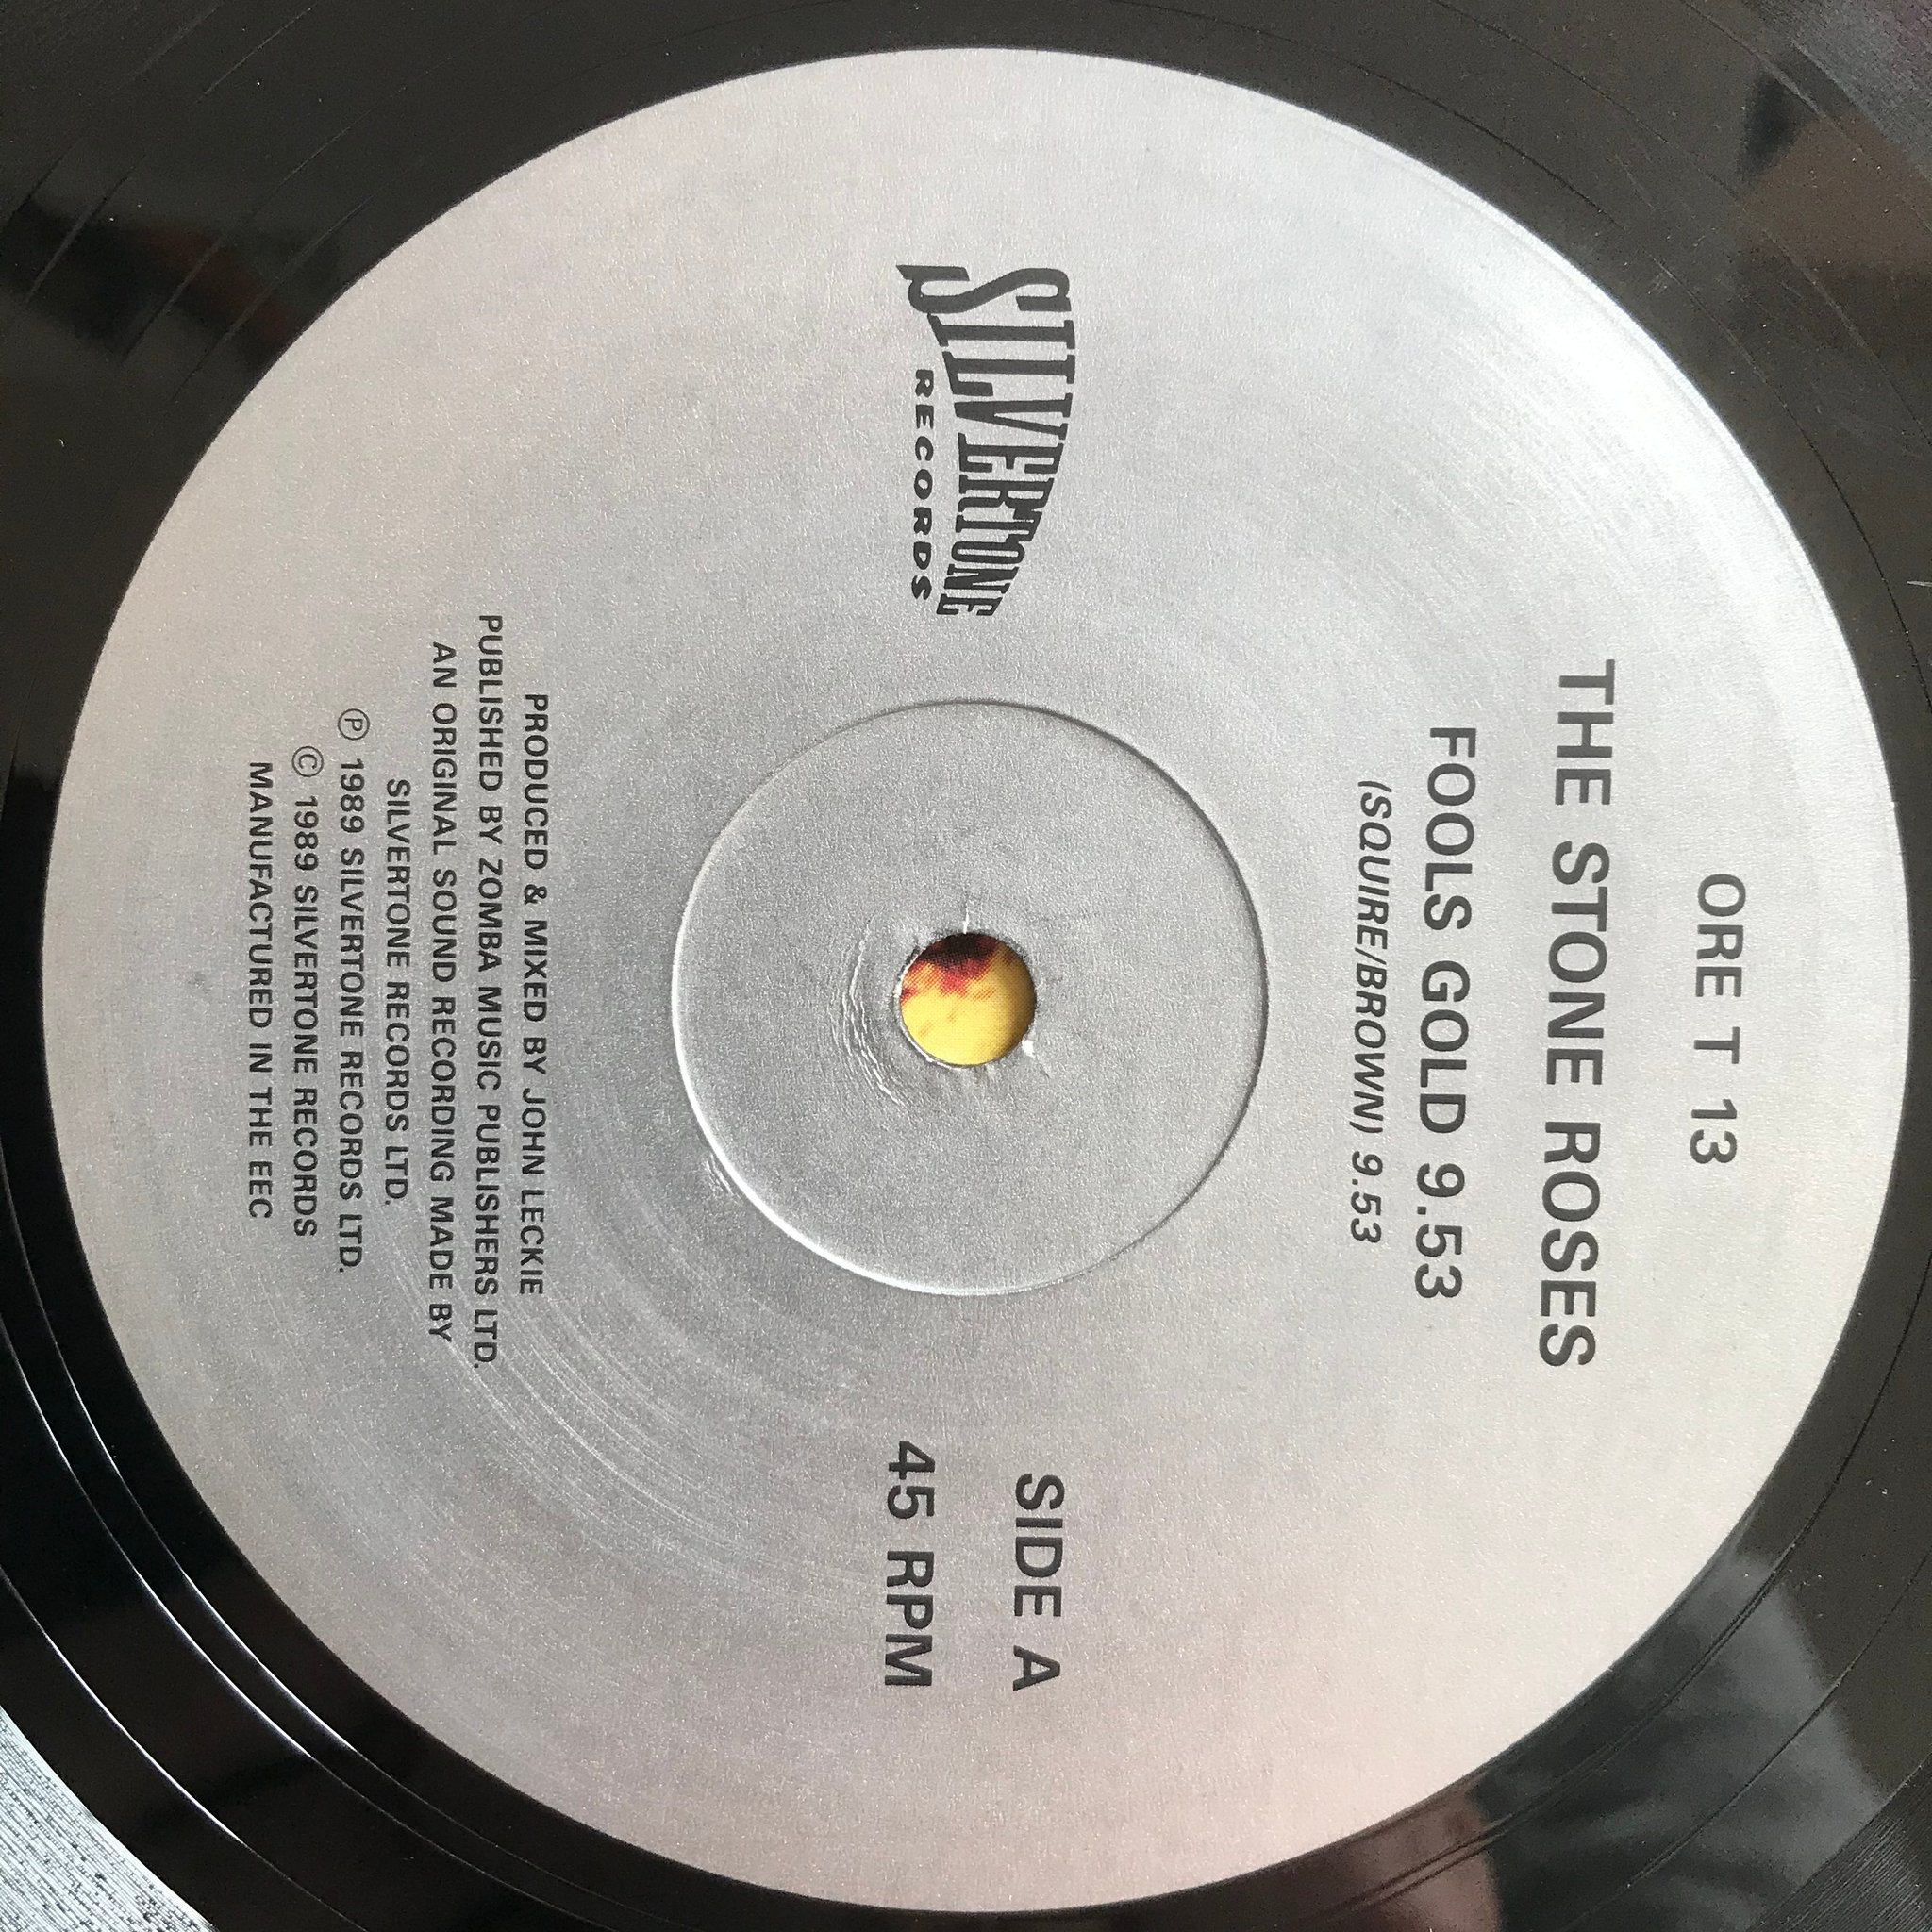 ORE T 13
THE STONE ROSES
FOOLS GOLD 9.53
(SQUIRE/BROWN) 9.53
SILVERTONE
RECORDS
SIDE A
45 RPM
PRODUCED & MIXED BY JOHN LECKIE
PUBLISHED BY ZOMBA MUSIC PUBLISHERS LTD.
AN ORIGINAL SOUND RECORDING MADE BY
SILVERTONE RECORDS LTD.
℗ 1989 SILVERTONE RECORDS LTD.
© 1989 SILVERTONE RECORDS
MANUFACTURED IN THE EEC